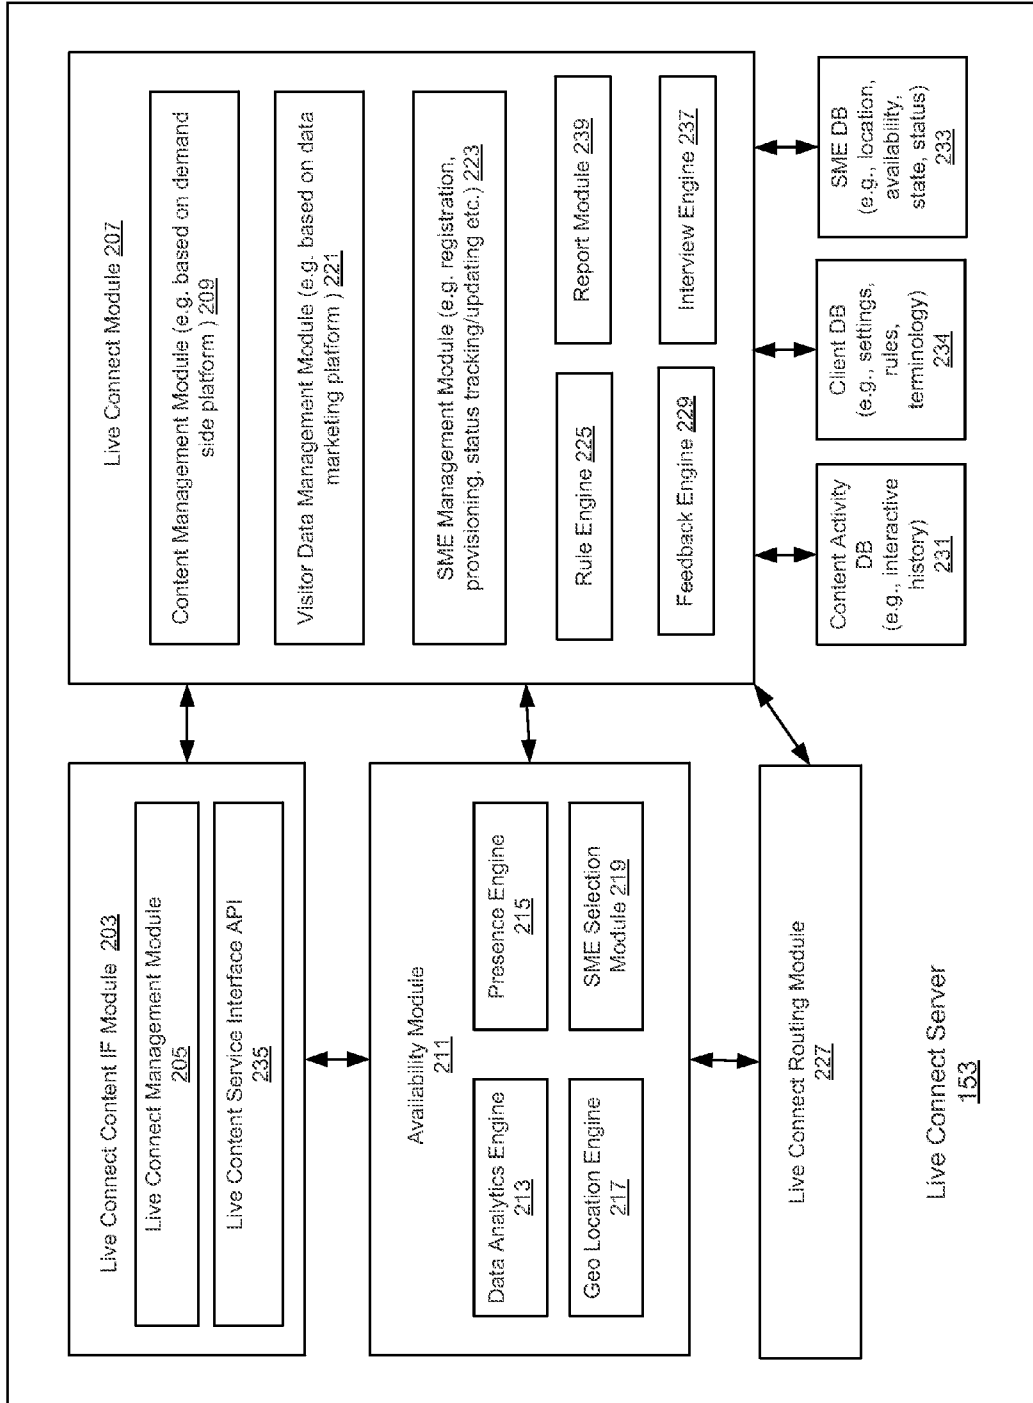 Live Connect Content IF Module 203
Live Connect Management Module
205
Live Content Service Interface API
235
Availability Module
211
Data Analytics Engine
213
Presence Engine
215
Geo Location Engine
217
SME Selection
Module 219
Live Connect Routing Module
227
Live Connect Server
153
Live Connect Module 207
Content Management Module (e.g. based on demand
side platform ) 209
Visitor Data Management Module (e.g. based on data
marketing platform ) 221
SME Management Module (e.g. registration,
provisioning, status tracking/updating etc.) 223
Rule Engine 225
Report Module 239
Feedback Engine 229
Interview Engine 237
Content Activity
DB
(e.g., interactive
history)
231
Client DB
(e.g., settings,
rules,
terminology)
234
SME DB
(e.g., location,
availability,
state, status)
233